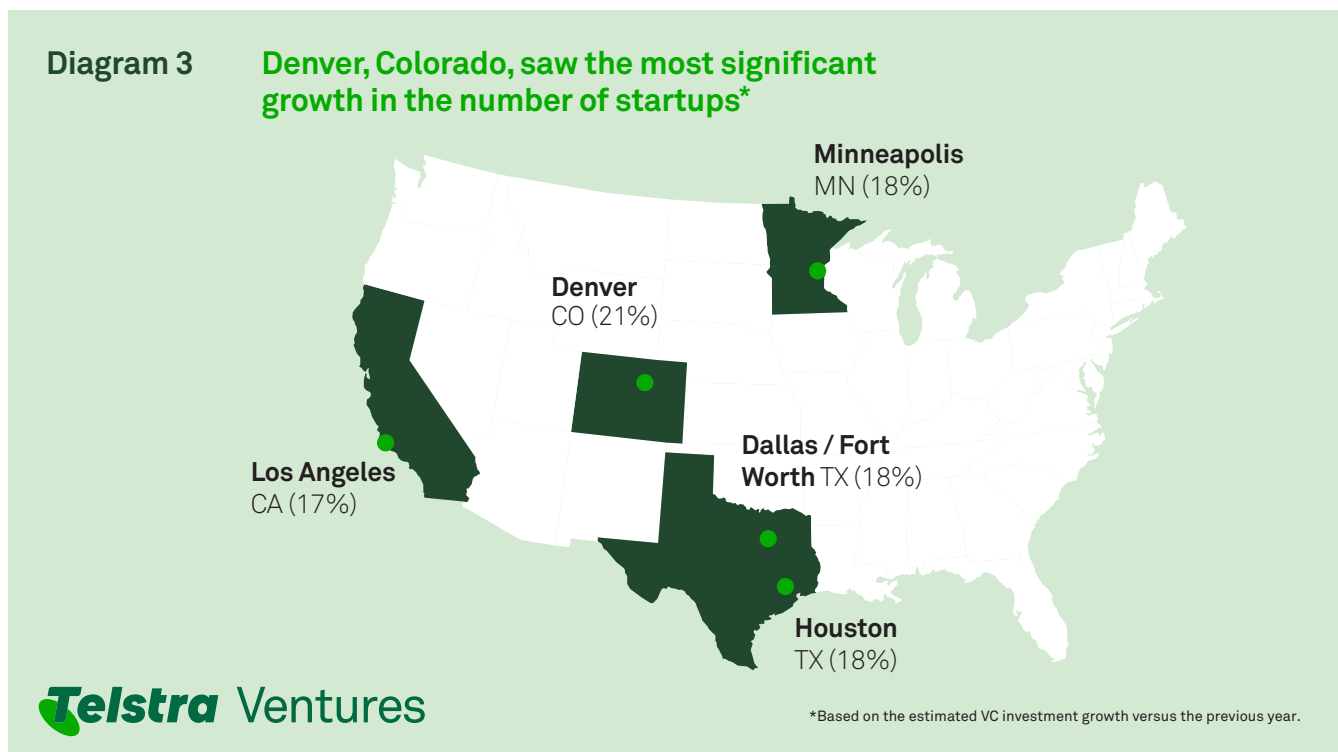 Diagram 3
Denver, Colorado, saw the most significant
growth in the number of startups*
Minneapolis
MN (18%)
Denver
CO (21%)
Dallas / Fort
Worth TX (18%)
Los Angeles
CA (17%)
Houston
TX (18%)
Telstra Ventures
*Based on the estimated VC investment growth versus the previous year.